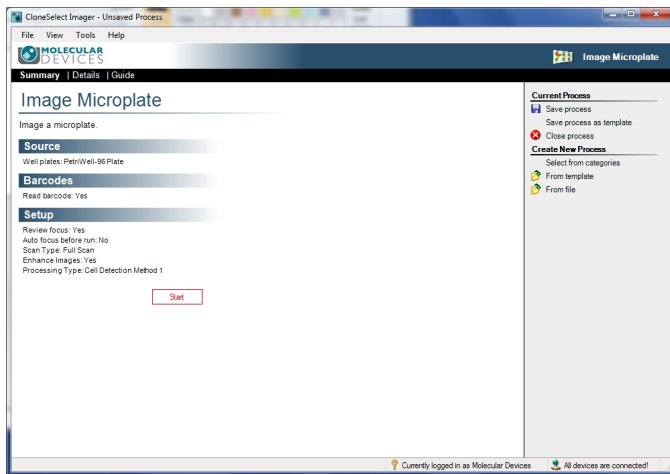 CloneSelect Imager - Unsaved Process
File View Tools Help
MOLECULAR
DEVICES
Image Microplate
Summary | Details | Guide
Image Microplate
Image a microplate.
Source
Well plates: PetriWell-96 Plate
Barcodes
Read barcode: Yes
Setup
Review focus: Yes
Auto focus before run: No
Scan Type: Full Scan
Enhance Images: Yes
Processing Type: Cell Detection Method 1
Start
Current Process
Save process
Save process as template
Close process
Create New Process
Select from categories
From template
From file
Currently logged in as Molecular Devices
All devices are connected!